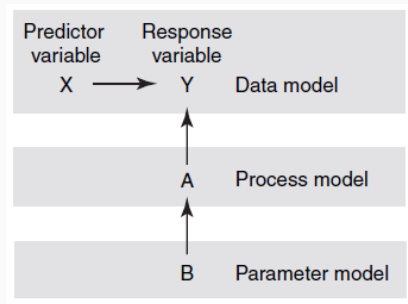 Predictor variable
Response variable
X Y Data model
A Process model
B Parameter model